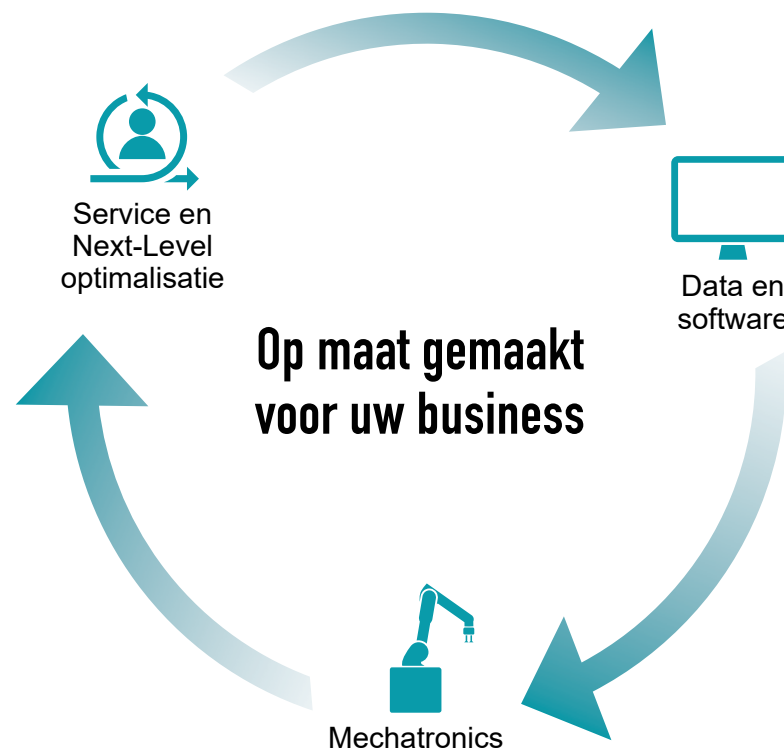 Service en
Next-Level
optimalisatie
Data en
software
Op maat gemaakt
voor uw business
Mechatronics